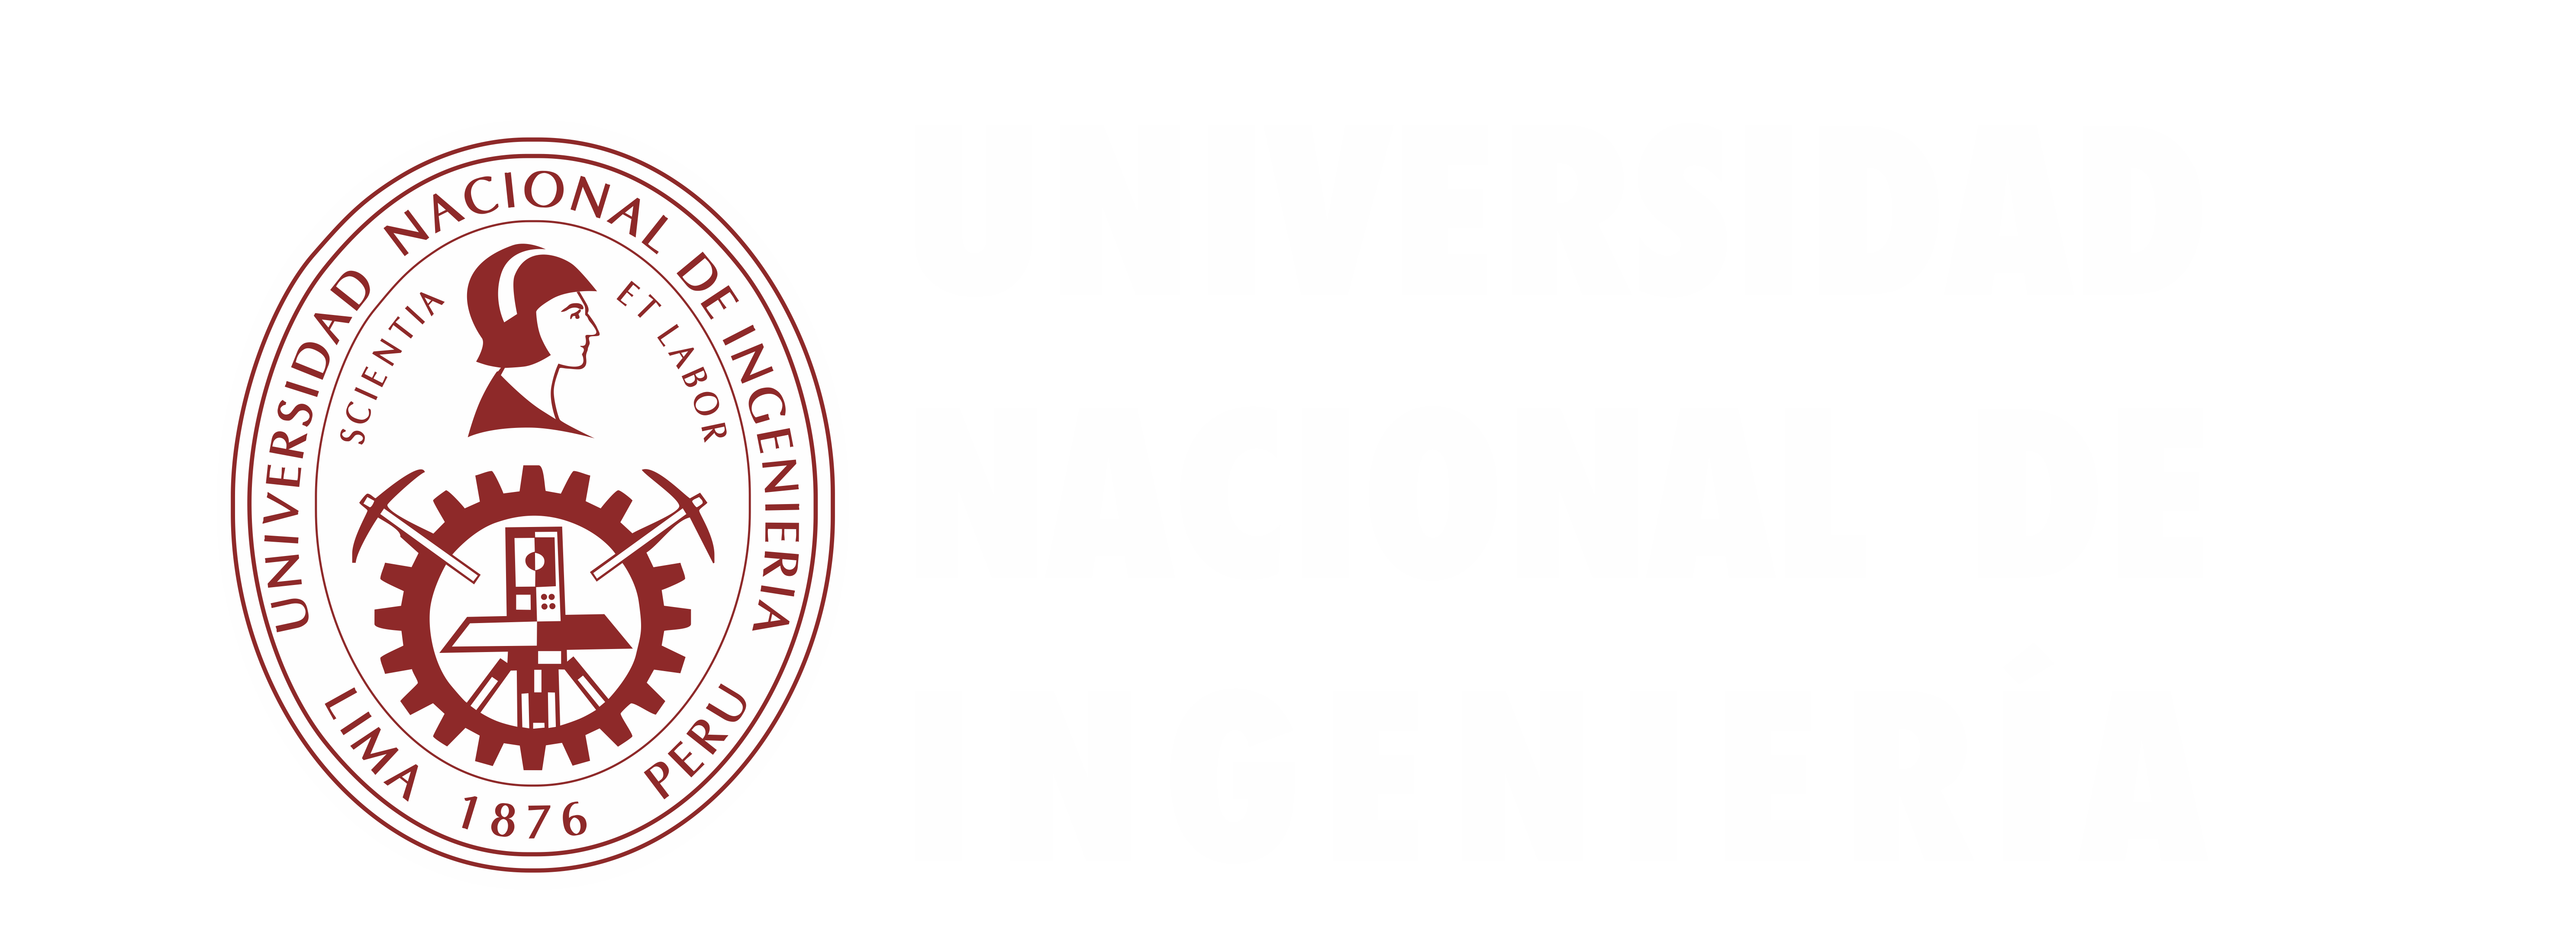 UNIVERSIDAD NACIONAL DE INGENIERIA
SCIENTIA ET LABOR
LIMA 1876 PERU
UNIVERSIDAD
NACIONAL DE
INGENIERÍA